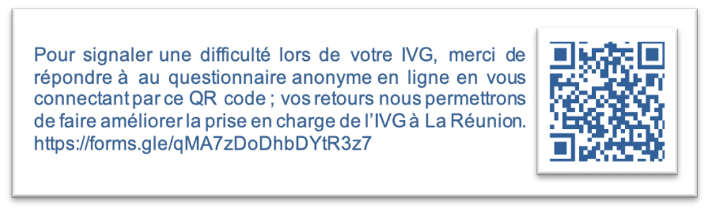 Pour signaler une difficulté lors de votre IVG, merci de
répondre à au questionnaire anonyme en ligne en vous
connectant par ce QR code ; vos retours nous permettrons
de faire améliorer la prise en charge de l'IVG à La Réunion.
https://forms.gle/qMA7zDoDhbDYtR3z7